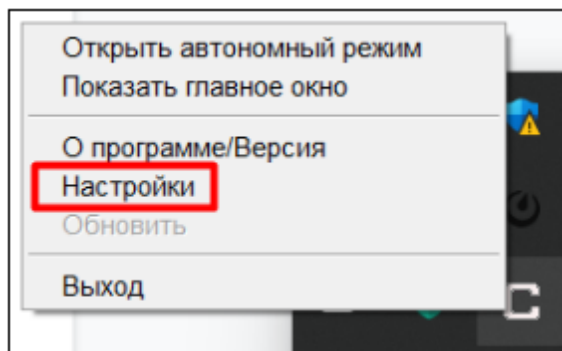 Открыть автономный режим
Показать главное окно
О программе/Версия
Настройки
Обновить
Выход